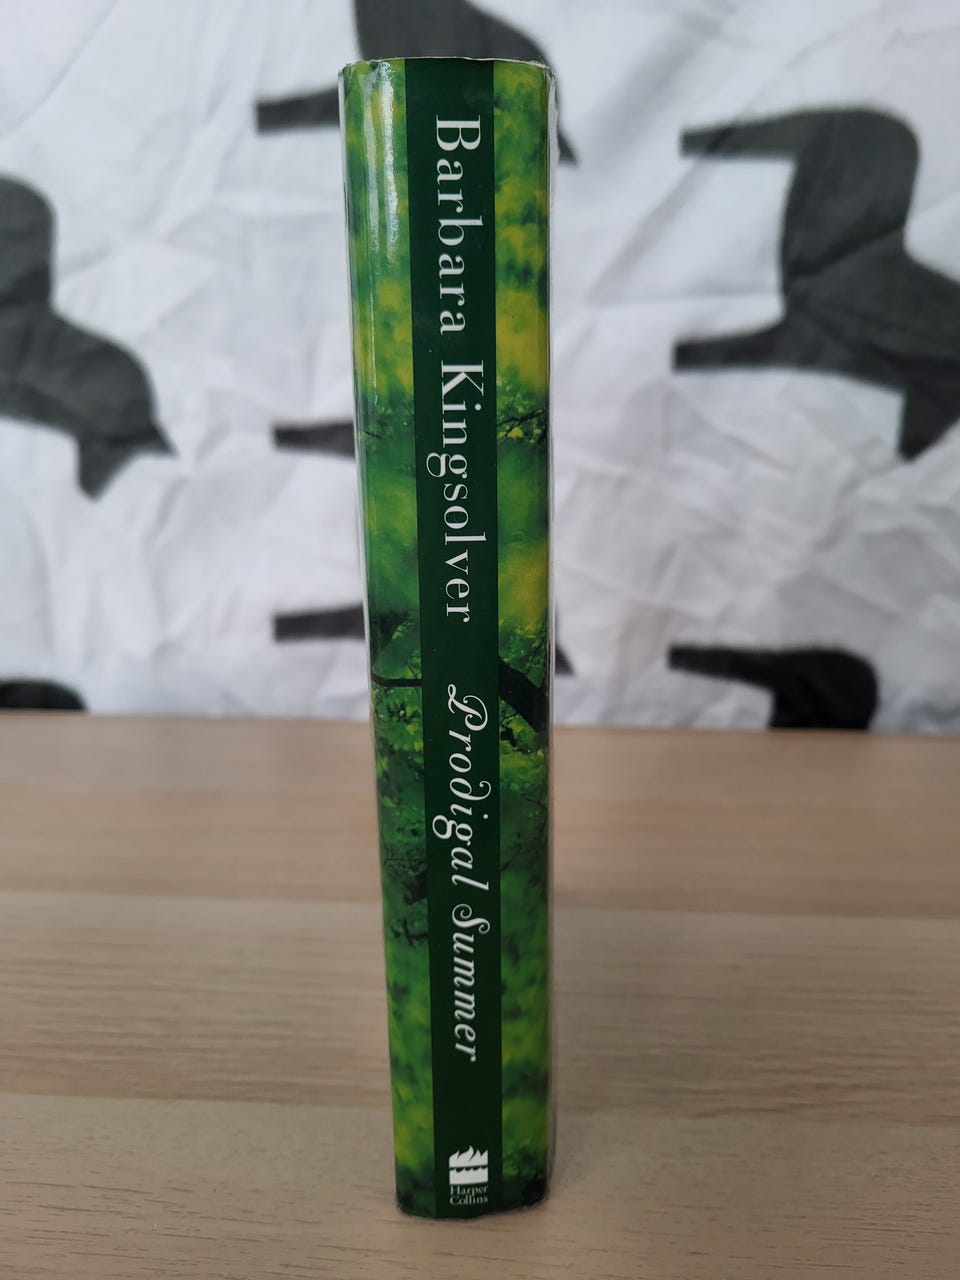 Barbara Kingsolver
Prodigal Summer
Harper
Collins